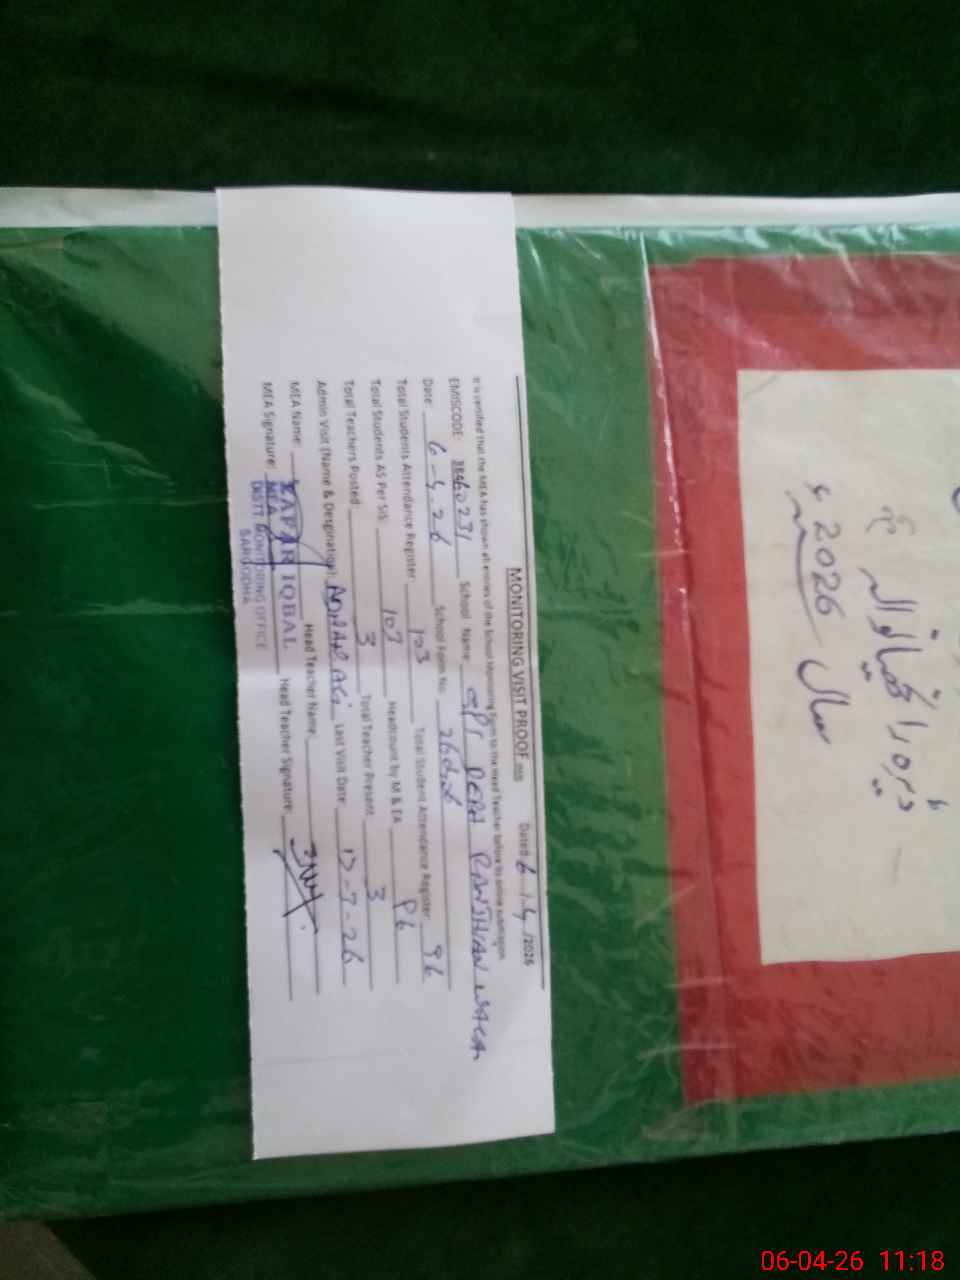 MONITORING VISIT PROOF
Dated: 6-4-/2026
It is certified that the MEA has shown all entries of the School Monitoring Form to the Head Teacher before its online submission.
EMISCODE: 38460231 School Name: GPS DERA RANJHIAN WALA
Date: 6-4-26 School Form No:
Total Students Attendance Register: 103 Total Student Attendance Register: 96
Total Students AS Per SIS: 107 Headcount by M & EA 96
Total Teachers Posted: 3 Total Teacher Present: 3
Admin Visit (Name & Designation): ADNAN Last Visit Date: 17-3-26
MEA Name: ZAFAR IQBAL Head Teacher Name:
MEA Signature: MEA Head Teacher Signature:
DISTT. MONITORING OFFICE
SARGODHA
ڈیرہ رانجھیانوالہ
سال 2026ء
06-04-26 11:18